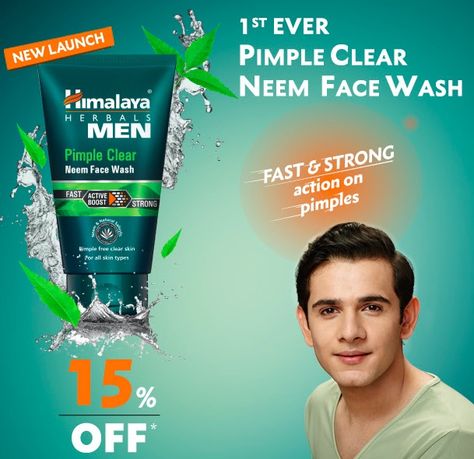 NEW LAUNCH
1ST EVER
PIMPLE CLEAR
NEEM FACE WASH
Himalaya
HERBALS
MEN
Pimple Clear
Neem Face Wash
FAST
ACTIVE
BOOST
STRONG
Pimple free clear skin
For all skin types
FAST & STRONG
action on
pimples
15%
OFF*